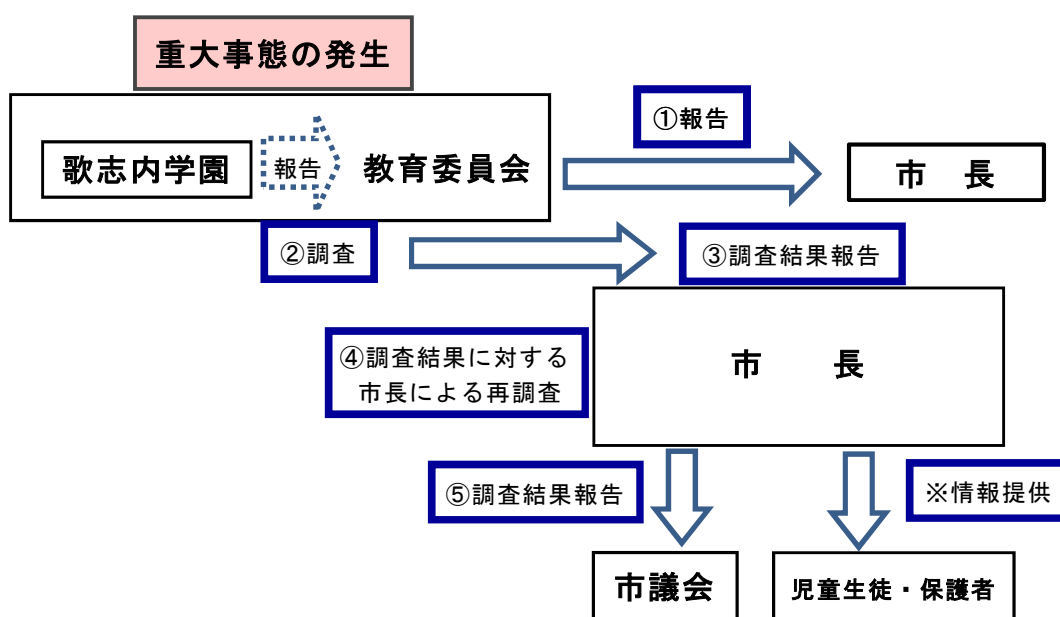 重大事態の発生
①報告
歌志内学園
報告
教育委員会
市　長
②調査
③調査結果報告
④調査結果に対する
市長による再調査
市　　長
⑤調査結果報告
※情報提供
市議会
児童生徒・保護者